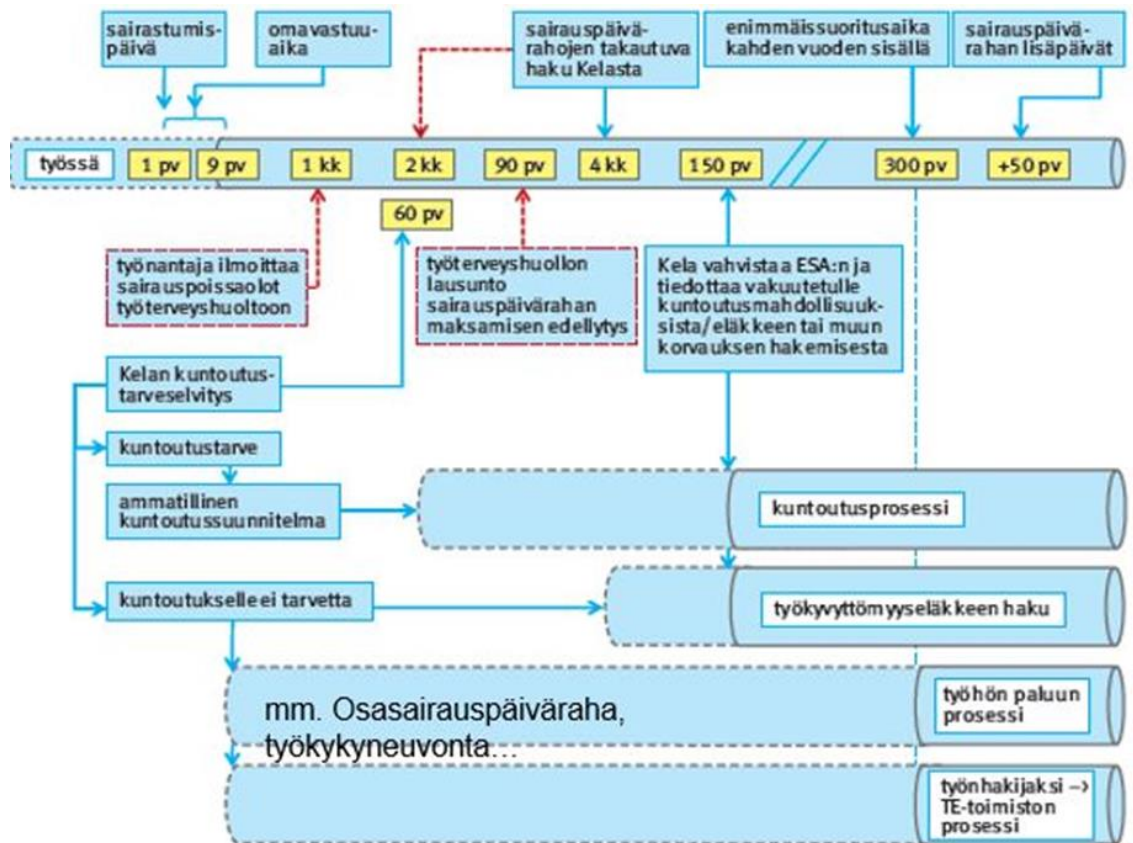 sairastumis-
päivä
omavastuu-
aika
sairauspäivä-
rahojen takautuva
haku Kelasta
enimmäissuoritusaika
kahden vuoden sisällä
sairauspäivä-
rahan lisäpäivät
työssä
1 pv
9 pv
1 kk
2 kk
90 pv
4 kk
150 pv
300 pv
+50 pv
60 pv
työnantaja ilmoittaa
sairauspoissaolot
työterveyshuoltoon
työterveyshuollon
lausunto
sairauspäivärahan
maksamisen edellytys
Kela vahvistaa ESA:n ja
tiedottaa vakuutetulle
kuntoutusmahdollisuuk-
sista/eläkkeen tai muun
korvauksen hakemisesta
Kelan kuntoutus-
tarveselvitys
kuntoutustarve
ammatillinen
kuntoutussuunnitelma
kuntoutusprosessi
kuntoutukselle ei tarvetta
työkyvyttömyyseläkkeen haku
mm. Osasairauspäiväraha,
työkykyneuvonta...
työhön paluun
prosessi
työnhakijaksi –>
TE-toimiston
prosessi